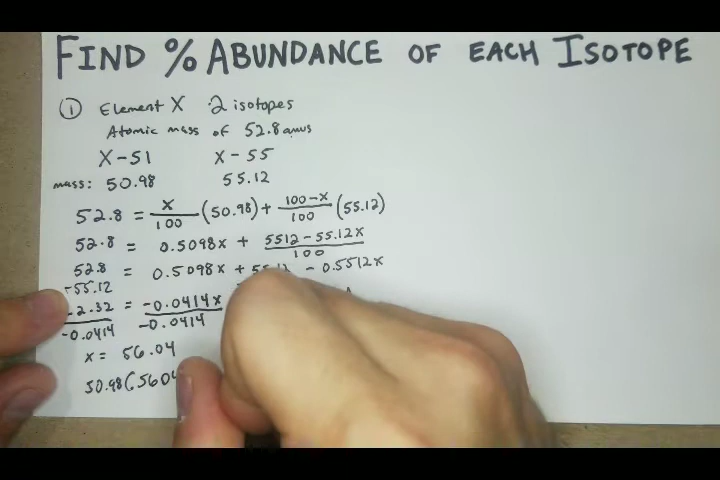 FIND % ABUNDANCE OF EACH ISOTOPE
① Element X 2 isotopes
Atomic mass of 52.8 amus
X-51 X-55
mass: 50.98 55.12
52.8 = x/100 (50.98) + 100-x/100 (55.12)
52.8 = 0.5098x + 5512-55.12x/100
52.8 = 0.5098x + 55.12 - 0.5512x
-55.12
-2.32/-0.0414 = -0.0414x/-0.0414
x = 56.04
50.98(.5604